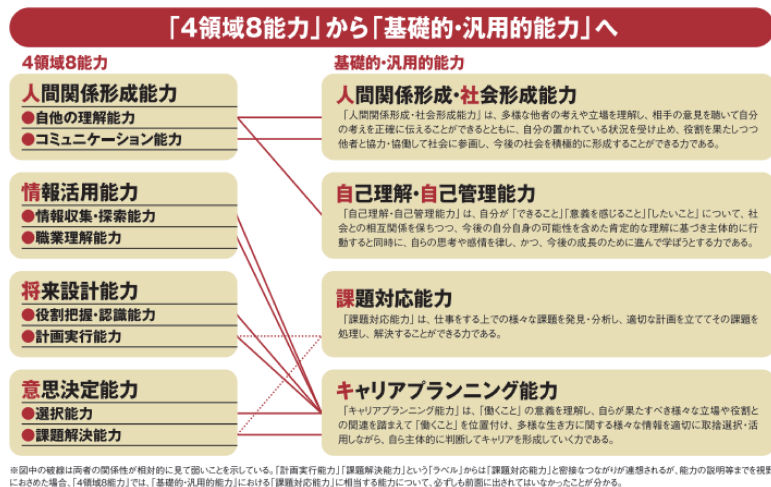 「4領域8能力」から「基礎的・汎用的能力」へ
4領域8能力
人間関係形成能力
●自他の理解能力
●コミュニケーション能力
情報活用能力
●情報収集・探索能力
●職業理解能力
将来設計能力
●役割把握・認識能力
●計画実行能力
意思決定能力
●選択能力
●課題解決能力
基礎的・汎用的能力
人間関係形成・社会形成能力
「人間関係形成・社会形成能力」は、多様な他者の考えや立場を理解し、相手の意見を聴いて自分
の考えを正確に伝えることができるとともに、自分の置かれている状況を受け止め、役割を果たしつつ
他者と協力・協働して社会に参画し、今後の社会を積極的に形成することができる力である。
自己理解・自己管理能力
「自己理解・自己管理能力」は、自分が「できること」「意義を感じること」「したいこと」について、社
会との相互関係を保ちつつ、今後の自分自身の可能性を含めた肯定的な理解に基づき主体的に行
動すると同時に、自らの思考や感情を律し、かつ、今後の成長のために進んで学ぼうとする力である。
課題対応能力
「課題対応能力」は、仕事をする上での様々な課題を発見・分析し、適切な計画を立ててその課題を
処理し、解決することができる力である。
キャリアプランニング能力
「キャリアプランニング能力」は、「働くこと」の意義を理解し、自らが果たすべき様々な立場や役割と
の関連を踏まえて「働くこと」を位置付け、多様な生き方に関する様々な情報を適切に取捨選択・活
用しながら、自ら主体的に判断してキャリアを形成していく力である。
※図中の破線は両者の関係性が相対的に見て弱いことを示している。「計画実行能力」「課題解決能力」という「ラベル」からは「課題対応能力」と密接なつながりが連想されるが、能力の説明等までを視野
におさめた場合、「4領域8能力」では、「基礎的・汎用的能力」における「課題対応能力」に相当する能力について、必ずしも前面に出されてはいなかったことが分かる。